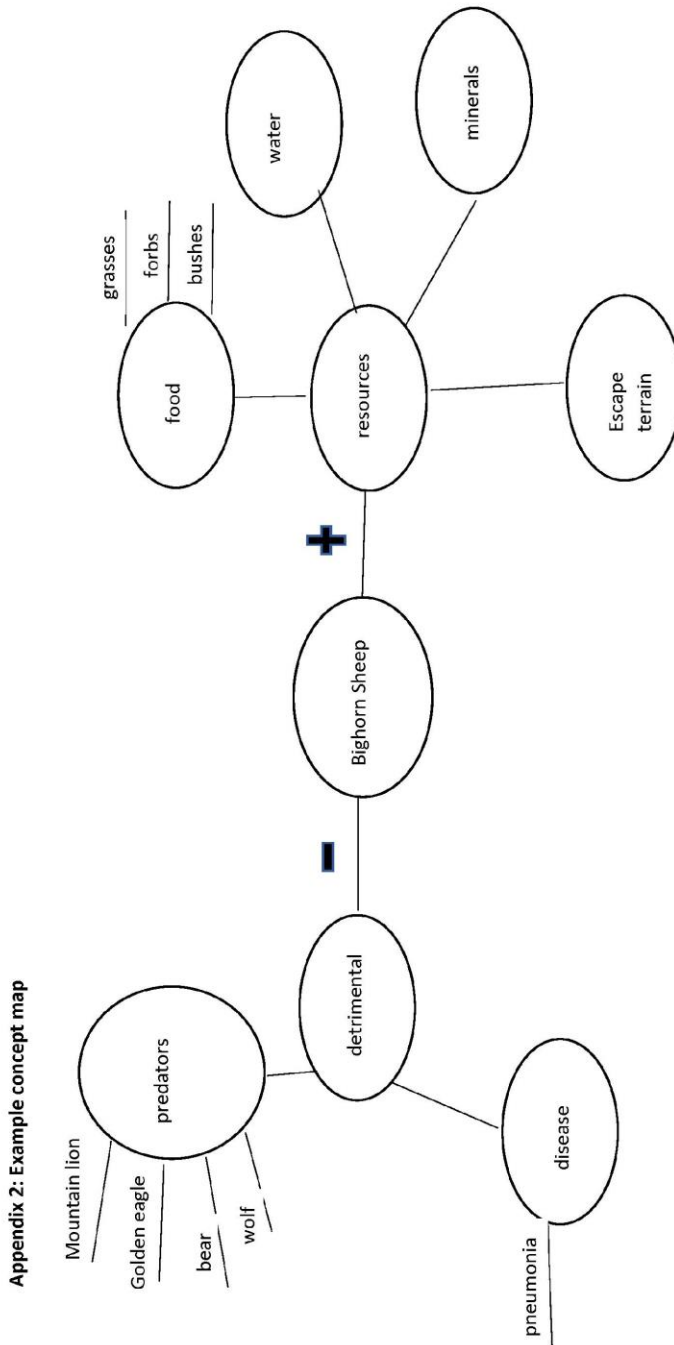 Appendix 2: Example concept map
Mountain lion
Golden eagle
bear
wolf
predators
detrimental
disease
pneumonia
-
Bighorn Sheep
+
resources
food
grasses
forbs
bushes
water
minerals
Escape
terrain